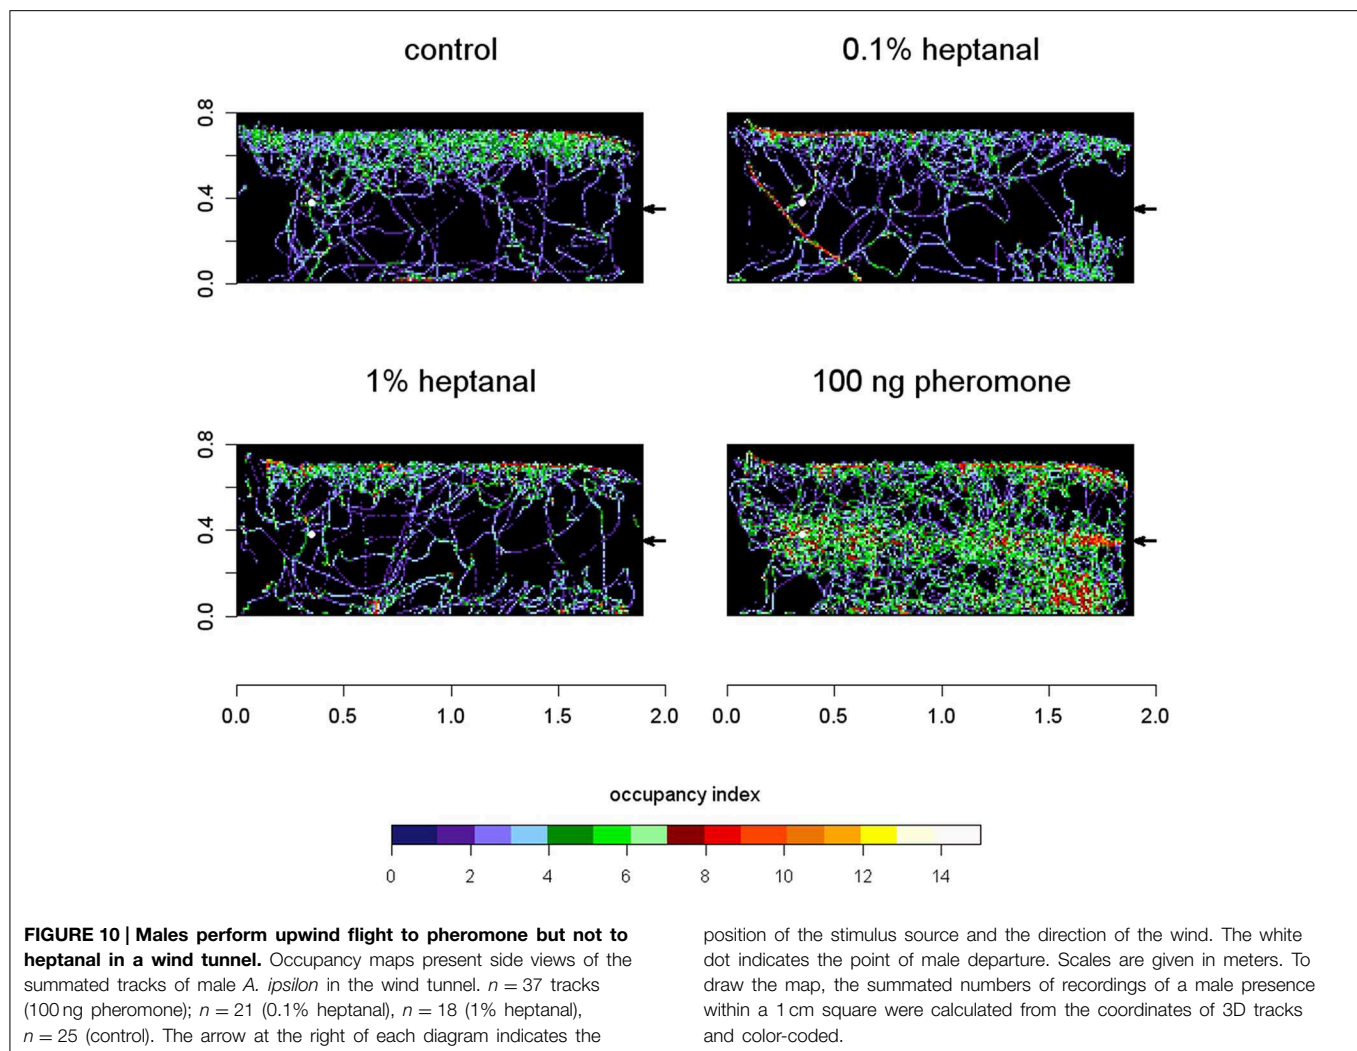 control
0.1% heptanal
0.8
0.4
0.0
1% heptanal
100 ng pheromone
0.8
0.4
0.0
0.0 0.5 1.0 1.5 2.0
0.0 0.5 1.0 1.5 2.0
occupancy index
0 2 4 6 8 10 12 14
FIGURE 10 | Males perform upwind flight to pheromone but not to
heptanal in a wind tunnel. Occupancy maps present side views of the
summated tracks of male A. ipsilon in the wind tunnel. n = 37 tracks
(100 ng pheromone); n = 21 (0.1% heptanal), n = 18 (1% heptanal),
n = 25 (control). The arrow at the right of each diagram indicates the
position of the stimulus source and the direction of the wind. The white
dot indicates the point of male departure. Scales are given in meters. To
draw the map, the summated numbers of recordings of a male presence
within a 1 cm square were calculated from the coordinates of 3D tracks
and color-coded.